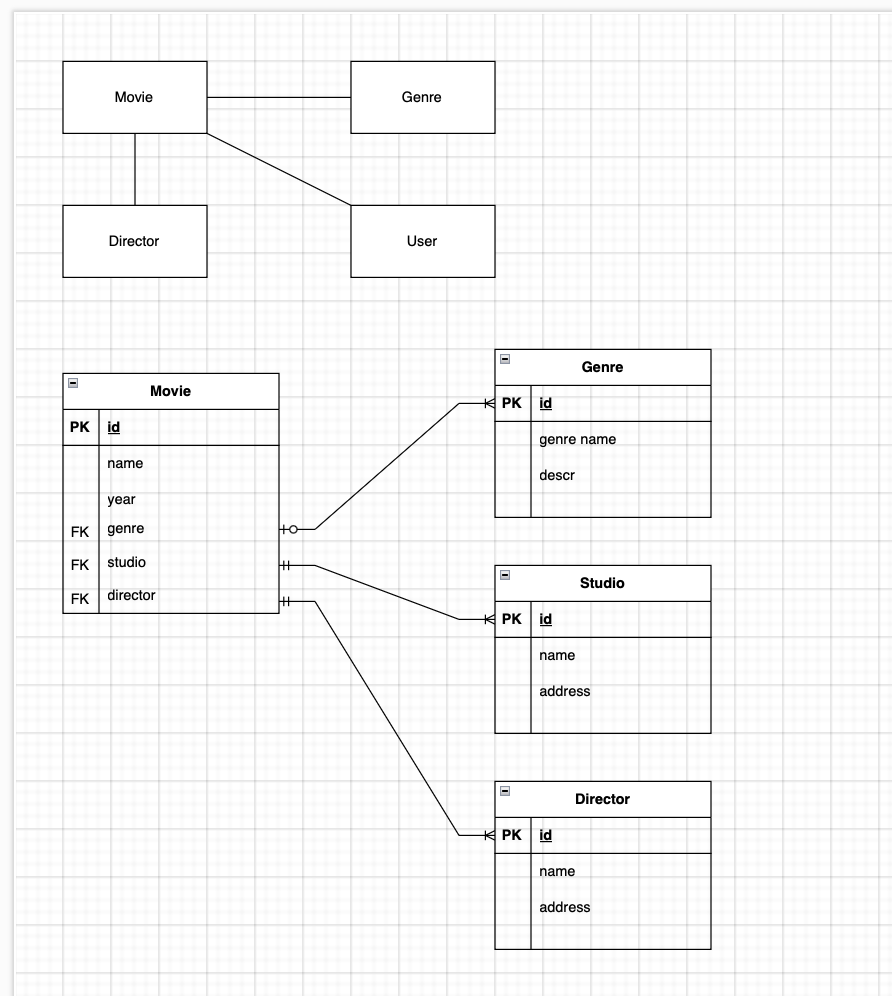 Movie
Genre
Director
User
Movie
PK id
name
year
FK genre
FK studio
FK director
Genre
PK id
genre name
descr
Studio
PK id
name
address
Director
PK id
name
address